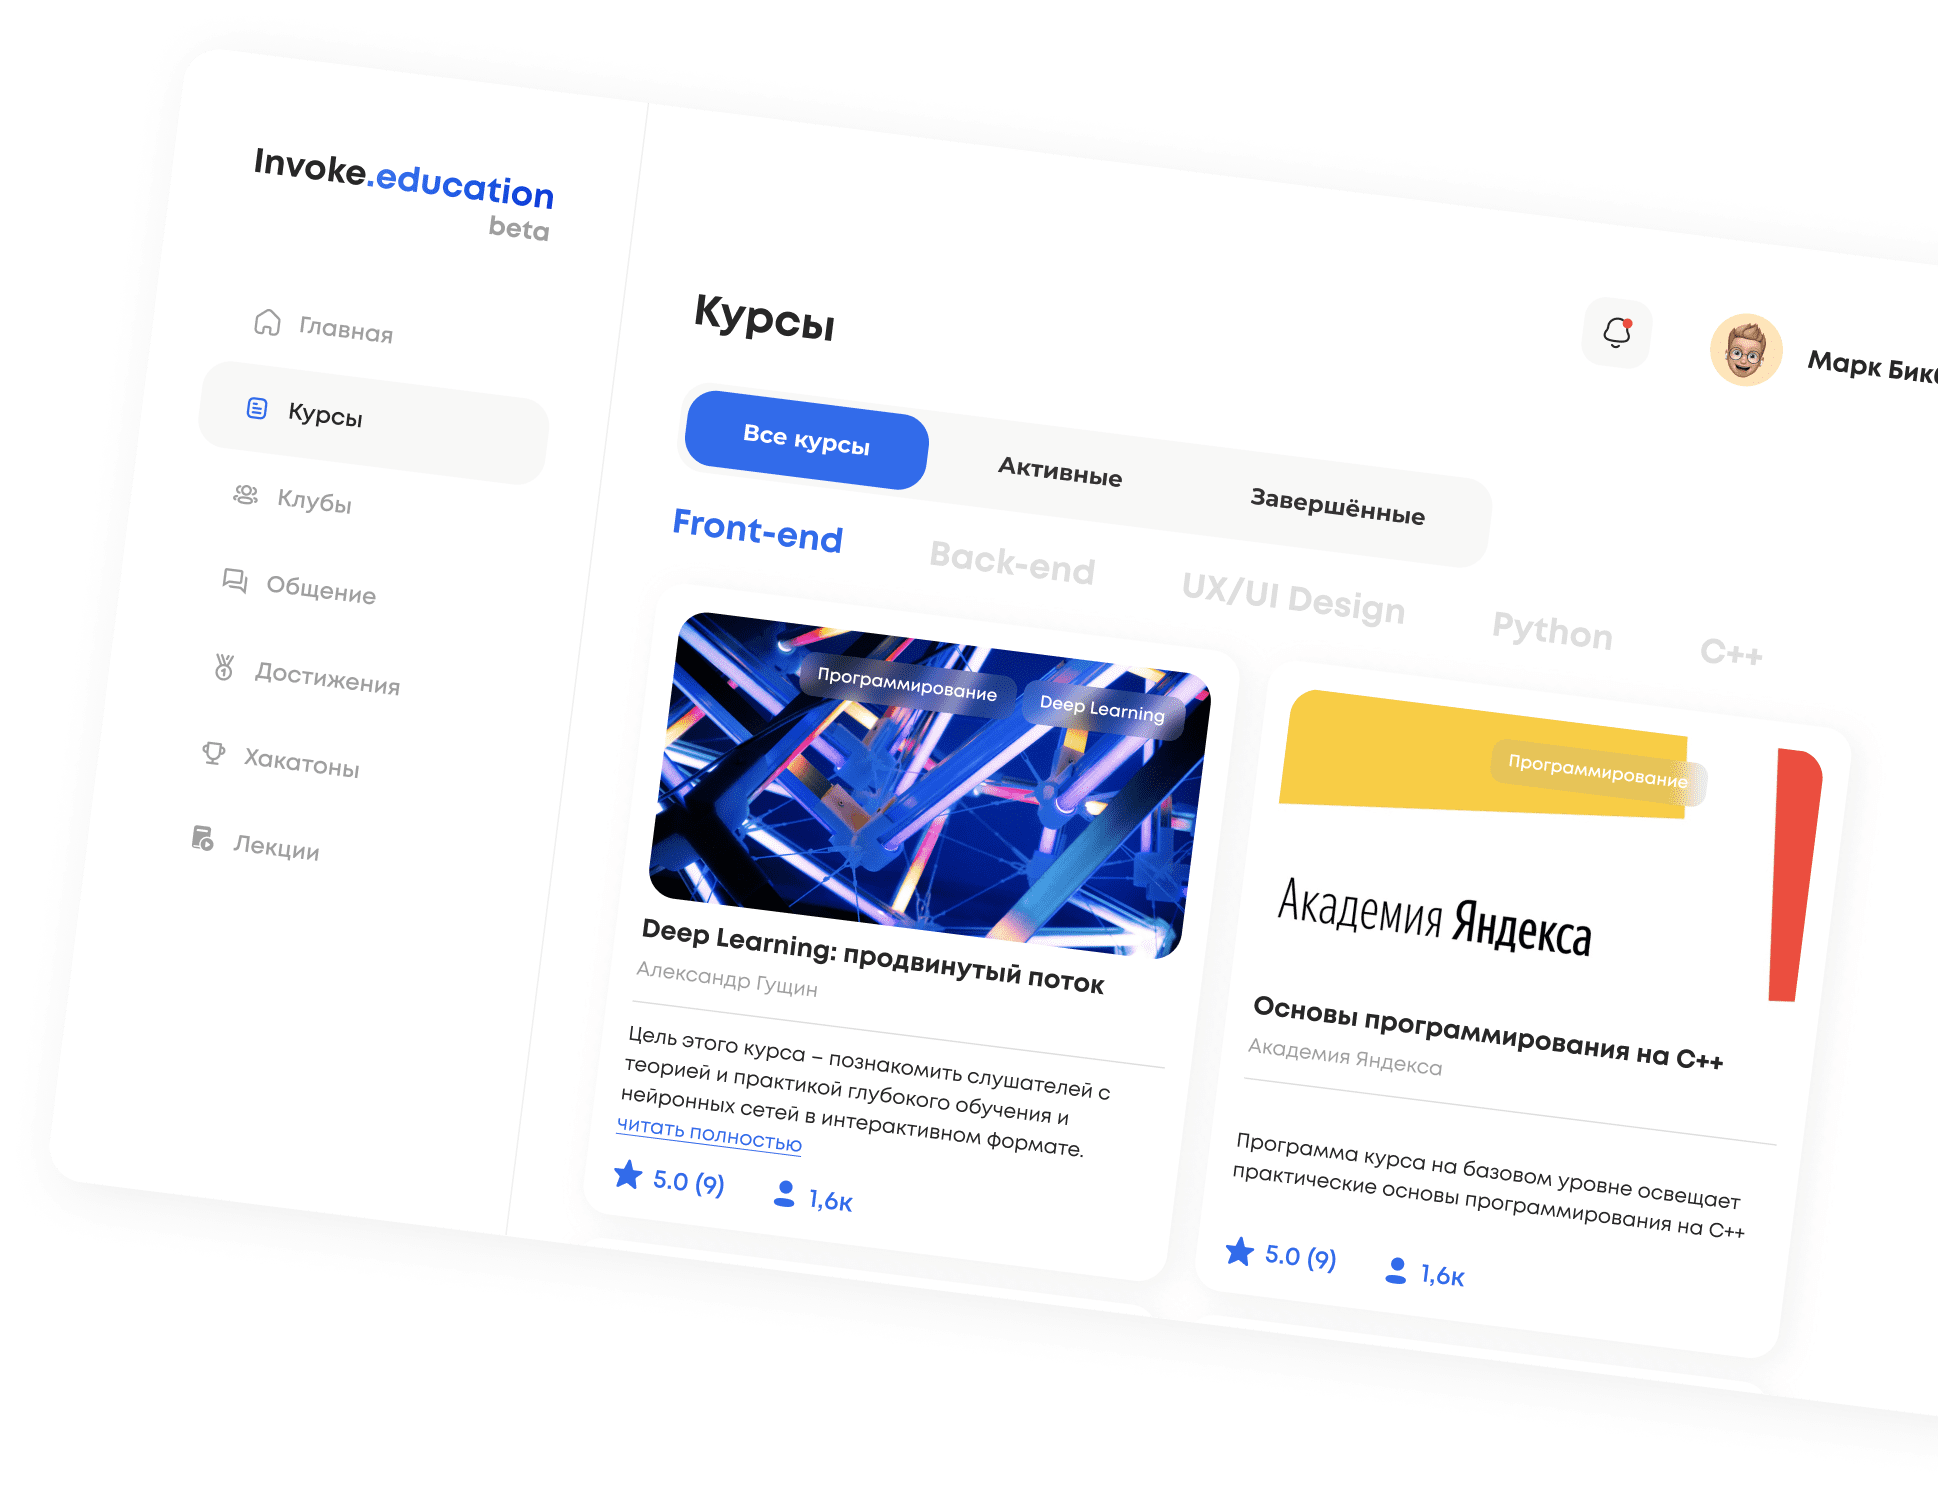 Invoke.education
beta
Главная
Курсы
Клубы
Общение
Достижения
Хакатоны
Лекции
Курсы
Марк
Все курсы
Активные
Завершённые
Front-end
Back-end
UX/UI Design
Python
C++
Программирование
Deep Learning
Deep Learning: продвинутый поток
Александр Гущин
Цель этого курса – познакомить слушателей с
теорией и практикой глубокого обучения и
нейронных сетей в интерактивном формате.
читать полностью
5.0 (9)
1,6к
Программирование
Академия Яндекса
Основы программирования на C++
Академия Яндекса
Программа курса на базовом уровне освещает
практические основы программирования на C++
5.0 (9)
1,6к